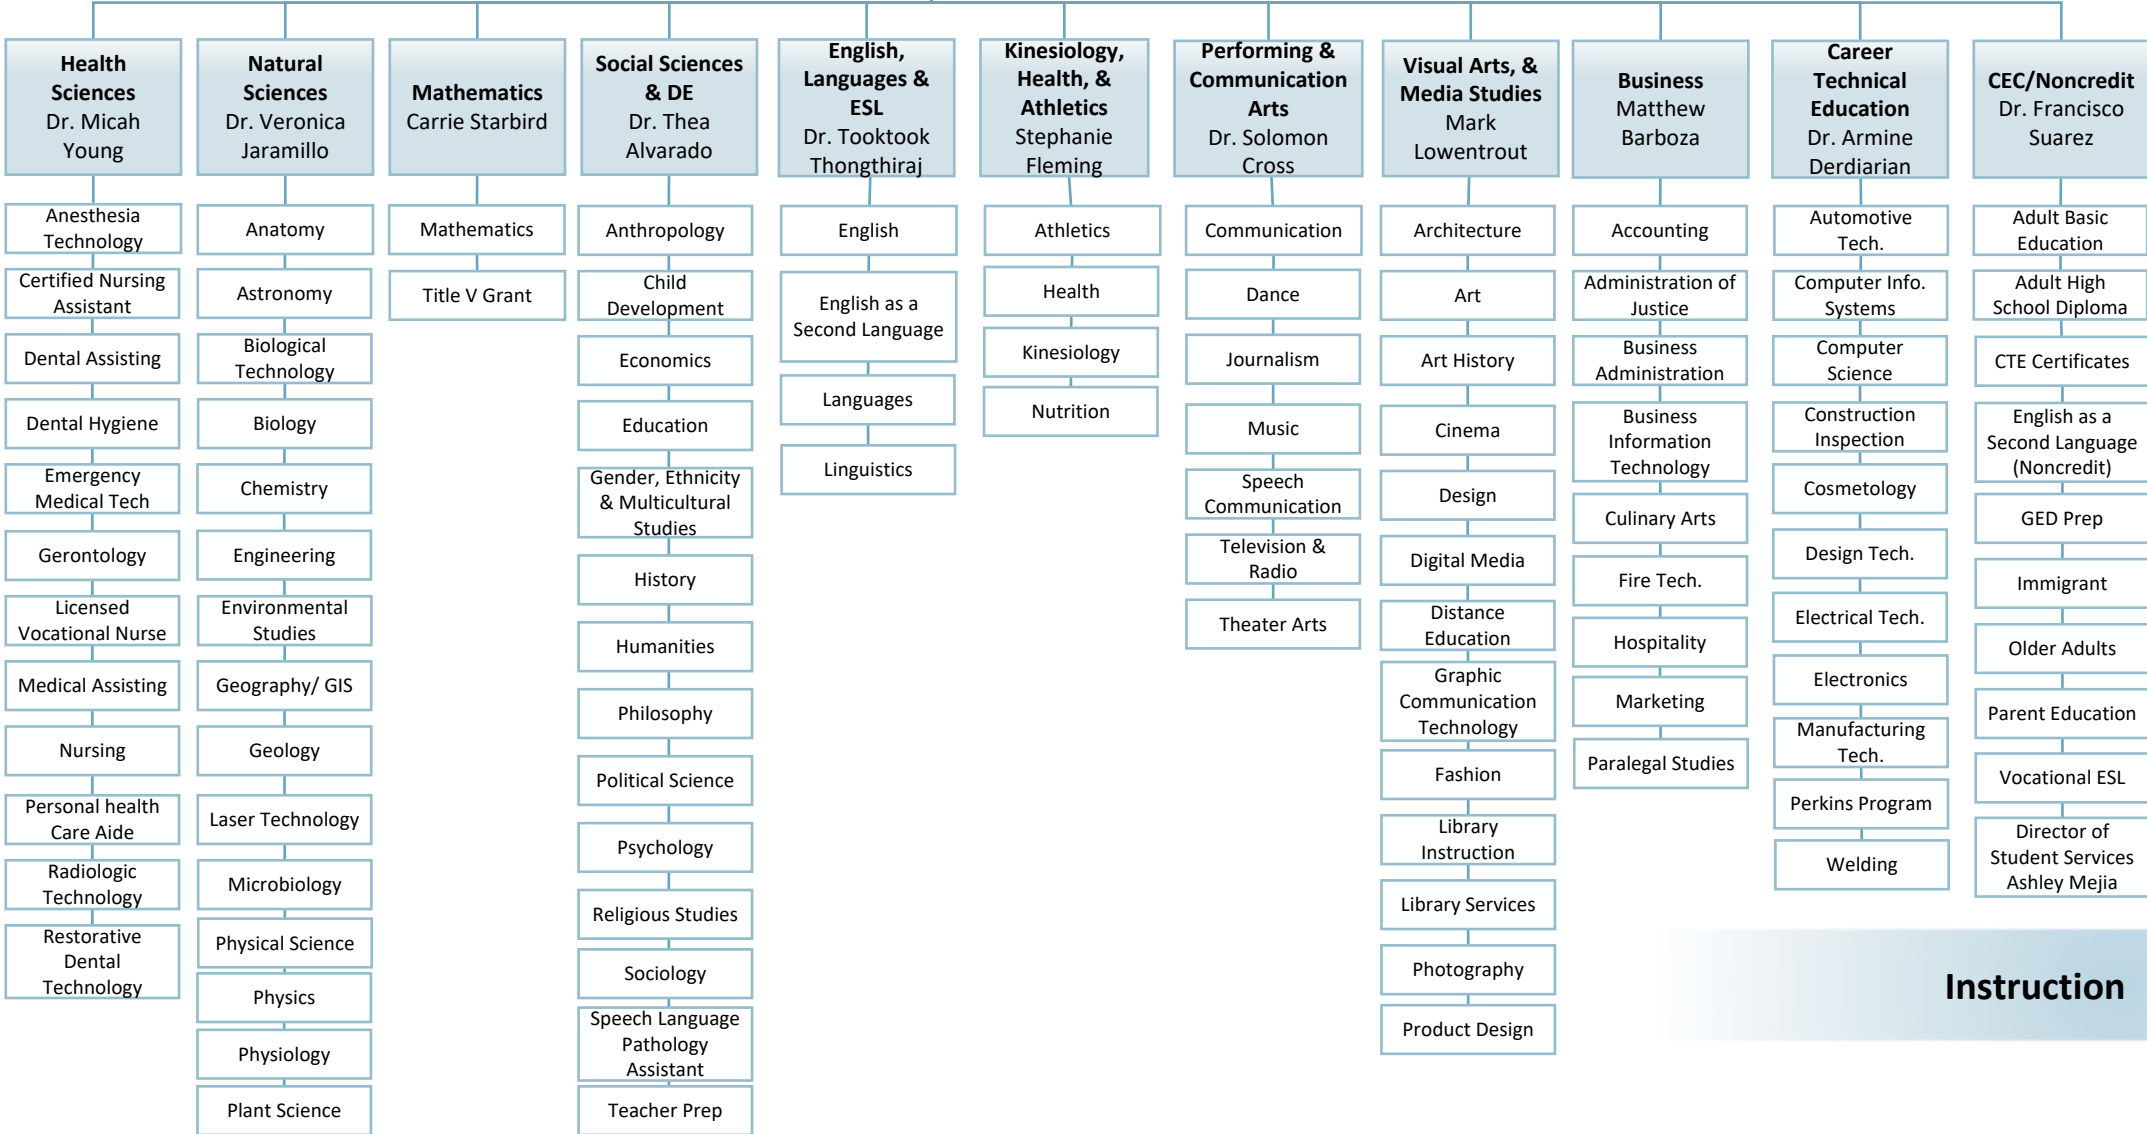 Health
Sciences
Dr. Micah
Young
Anesthesia
Technology
Certified Nursing
Assistant
Dental Assisting
Dental Hygiene
Emergency
Medical Tech
Gerontology
Licensed
Vocational Nurse
Medical Assisting
Nursing
Personal health
Care Aide
Radiologic
Technology
Restorative
Dental
Technology
Natural
Sciences
Dr. Veronica
Jaramillo
Anatomy
Astronomy
Biological
Technology
Biology
Chemistry
Engineering
Environmental
Studies
Geography/ GIS
Geology
Laser Technology
Microbiology
Physical Science
Physics
Physiology
Plant Science
Mathematics
Carrie Starbird
Mathematics
Title V Grant
Social Sciences
& DE
Dr. Thea
Alvarado
Anthropology
Child
Development
Economics
Education
Gender, Ethnicity
& Multicultural
Studies
History
Humanities
Philosophy
Political Science
Psychology
Religious Studies
Sociology
Speech Language
Pathology
Assistant
Teacher Prep
English,
Languages &
ESL
Dr. Tooktook
Thongthiraj
English
English as a
Second Language
Languages
Linguistics
Kinesiology,
Health, &
Athletics
Stephanie
Fleming
Athletics
Health
Kinesiology
Nutrition
Performing &
Communication
Arts
Dr. Solomon
Cross
Communication
Dance
Journalism
Music
Speech
Communication
Television &
Radio
Theater Arts
Visual Arts, &
Media Studies
Mark
Lowentrout
Architecture
Art
Art History
Cinema
Design
Digital Media
Distance
Education
Graphic
Communication
Technology
Fashion
Library
Instruction
Library Services
Photography
Product Design
Business
Matthew
Barboza
Accounting
Administration of
Justice
Business
Administration
Business
Information
Technology
Culinary Arts
Fire Tech.
Hospitality
Marketing
Paralegal Studies
Career
Technical
Education
Dr. Armine
Derdiarian
Automotive
Tech.
Computer Info.
Systems
Computer
Science
Construction
Inspection
Cosmetology
Design Tech.
Electrical Tech.
Electronics
Manufacturing
Tech.
Perkins Program
Welding
CEC/Noncredit
Dr. Francisco
Suarez
Adult Basic
Education
Adult High
School Diploma
CTE Certificates
English as a
Second Language
(Noncredit)
GED Prep
Immigrant
Older Adults
Parent Education
Vocational ESL
Director of
Student Services
Ashley Mejia
Instruction